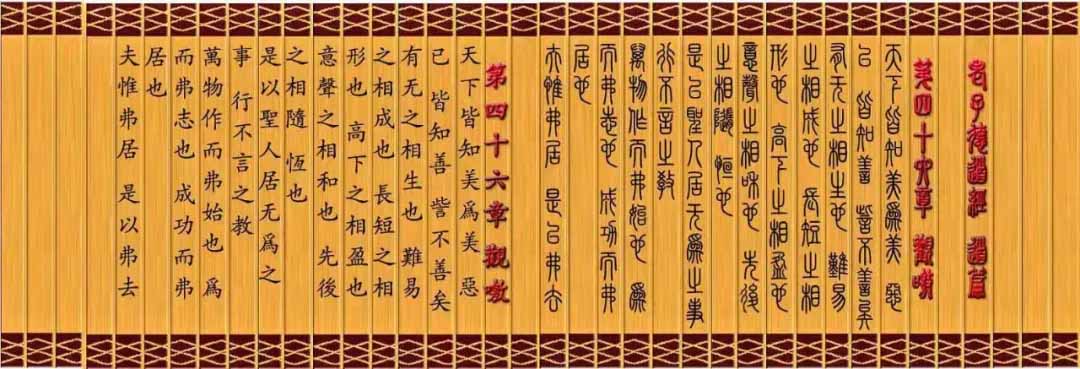 老子德道經 道篇
第四十六章 觀噭
天下皆知美爲美 惡
已 皆知善 訾不善矣
有无之相生也 難易
之相成也 長短之相
形也 高下之相盈也
意聲之相和也 先後
之相隨 恆也
是以聖人居无爲之事
行不言之教
萬物作而弗始也 爲
而弗志也 成功而弗
居也
夫惟弗居 是以弗去
第四十六章 觀噭
天下皆知美爲美 惡
已 皆知善 訾不善矣
有无之相生也 難易
之相成也 長短之相
形也 高下之相盈也
意聲之相和也 先後
之相隨 恆也
是以聖人居无爲之
事 行不言之教
萬物作而弗始也 爲
而弗志也 成功而弗
居也
夫惟弗居 是以弗去